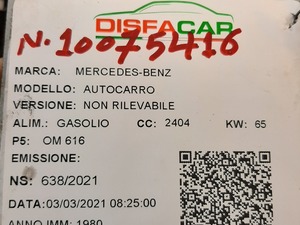 DISFACAR
N. 10075416
MARCA: MERCEDES-BENZ
MODELLO: AUTOCARRO
VERSIONE: NON RILEVABILE
ALIM.: GASOLIO CC: 2404 KW: 65
P5: OM 616
EMISSIONE:
NS: 638/2021
DATA: 03/03/2021 08:25:00
ANNO IMM: 1980